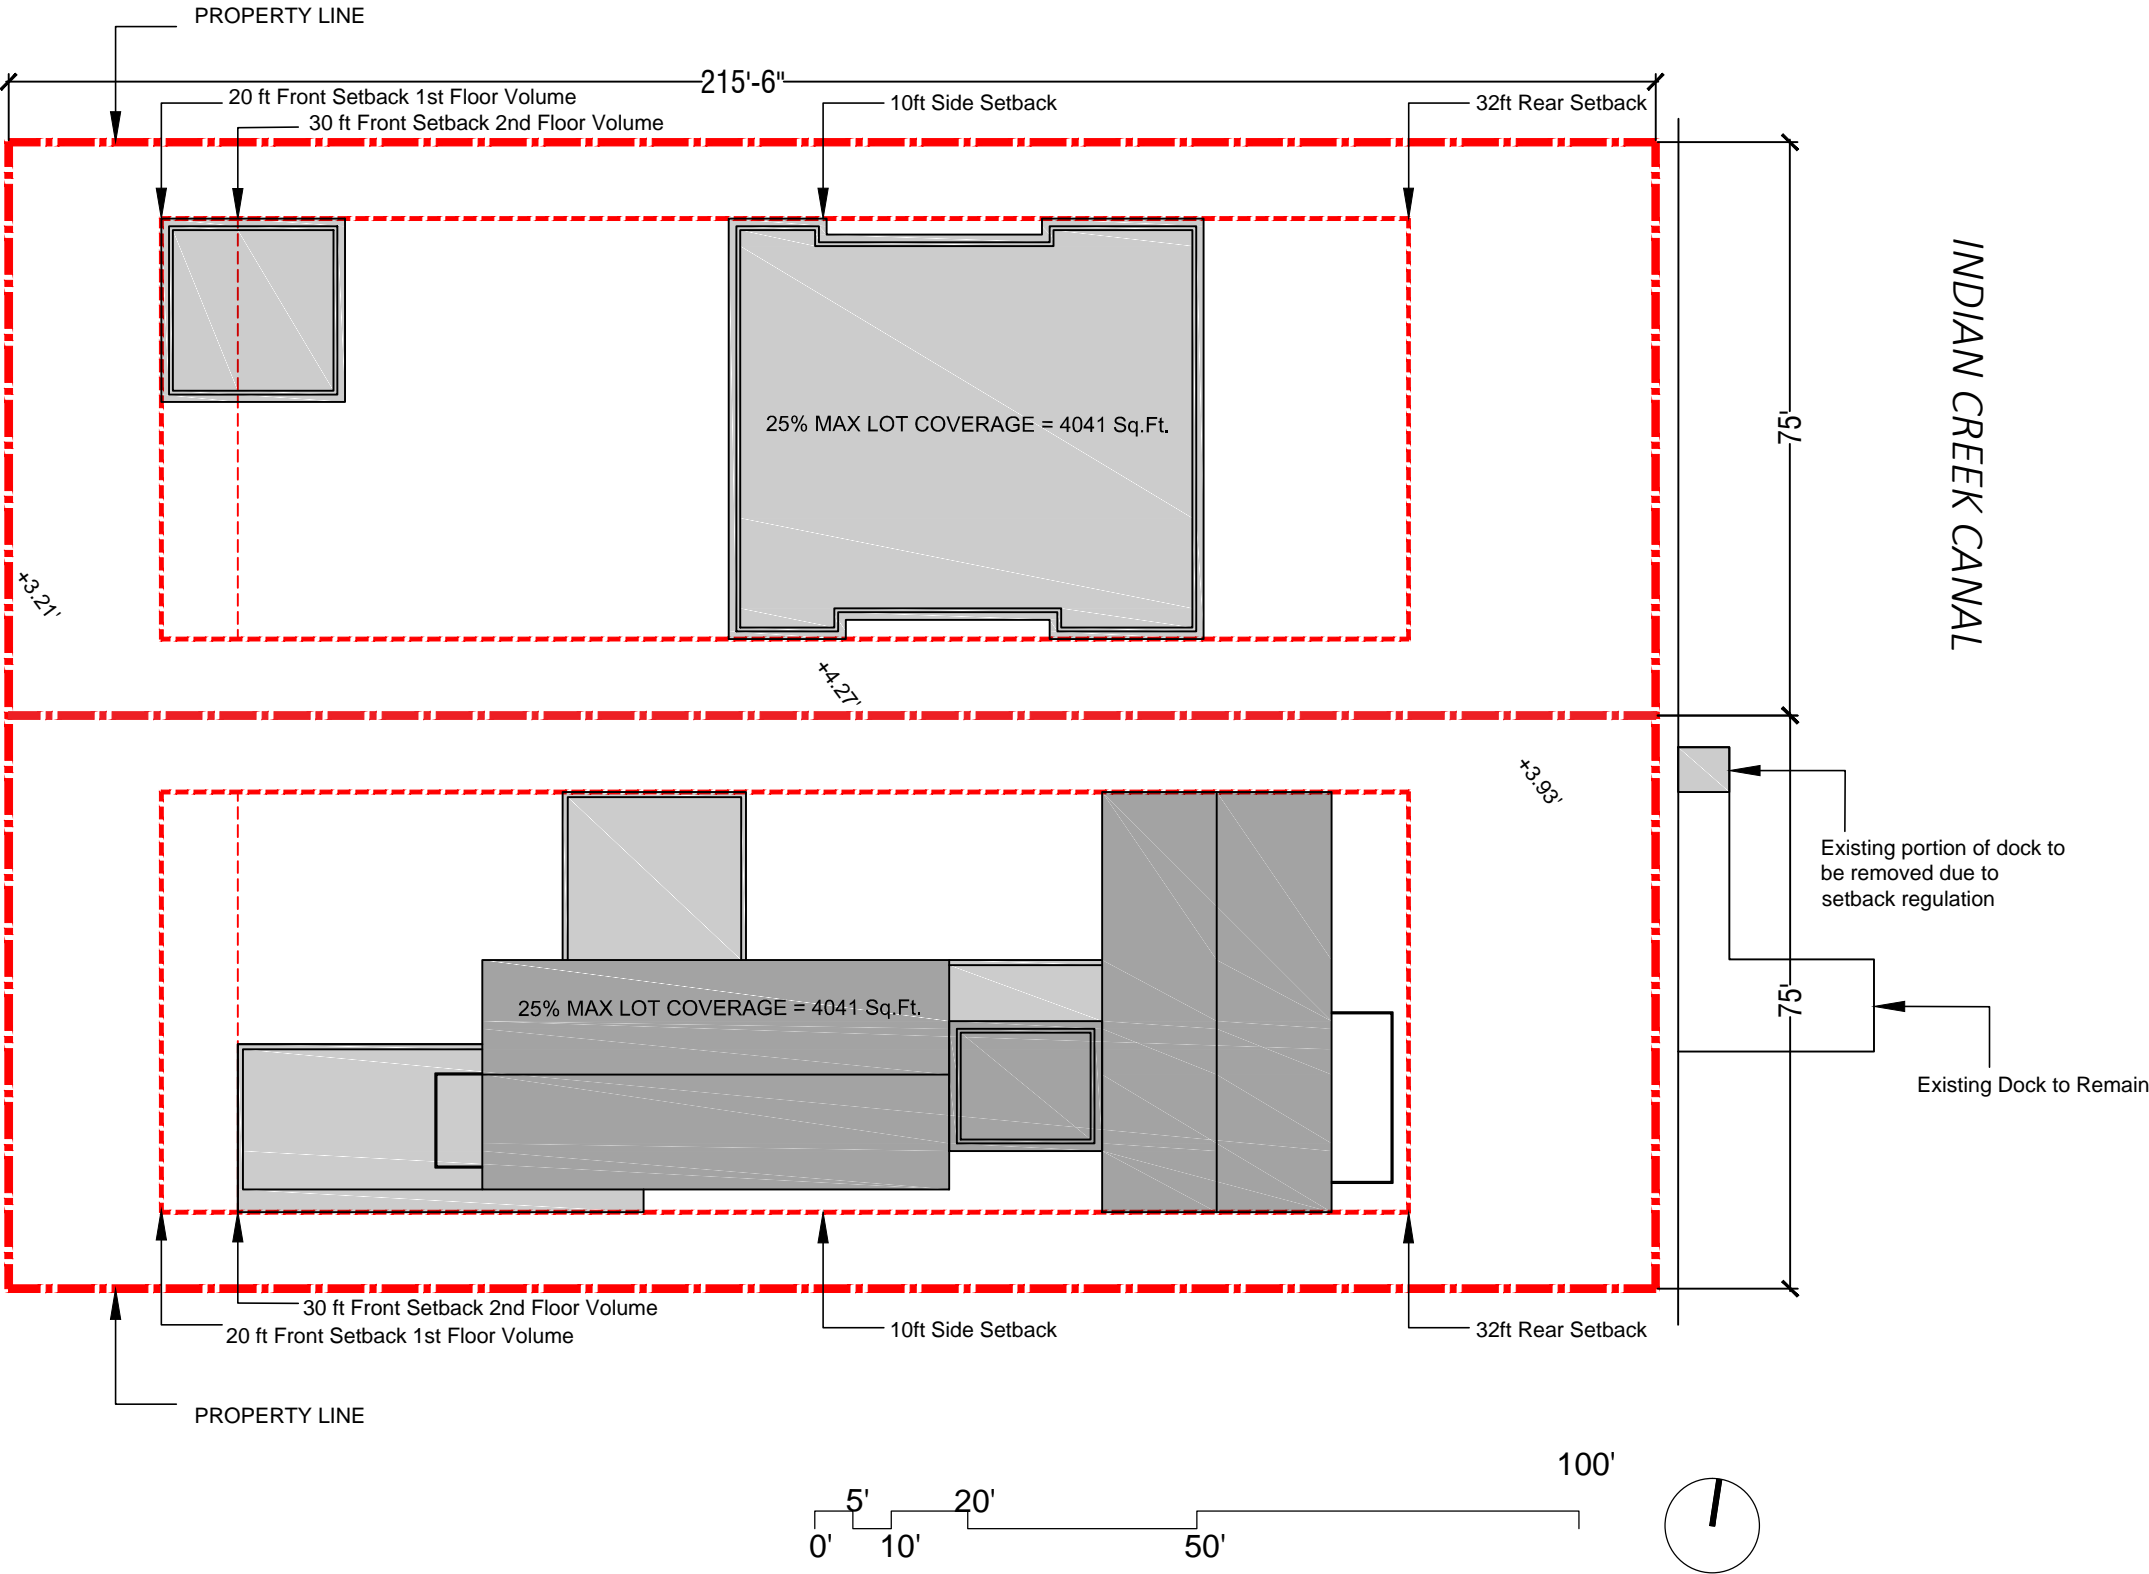 PROPERTY LINE
215'-6"
20 ft Front Setback 1st Floor Volume
30 ft Front Setback 2nd Floor Volume
10ft Side Setback
32ft Rear Setback
INDIAN CREEK CANAL
75'
25% MAX LOT COVERAGE = 4041 Sq.Ft.
+3.21'
+4.27'
+3.93'
Existing portion of dock to
be removed due to
setback regulation
25% MAX LOT COVERAGE = 4041 Sq.Ft.
75'
Existing Dock to Remain
30 ft Front Setback 2nd Floor Volume
20 ft Front Setback 1st Floor Volume
10ft Side Setback
32ft Rear Setback
PROPERTY LINE
100'
5'
20'
0'
10'
50'